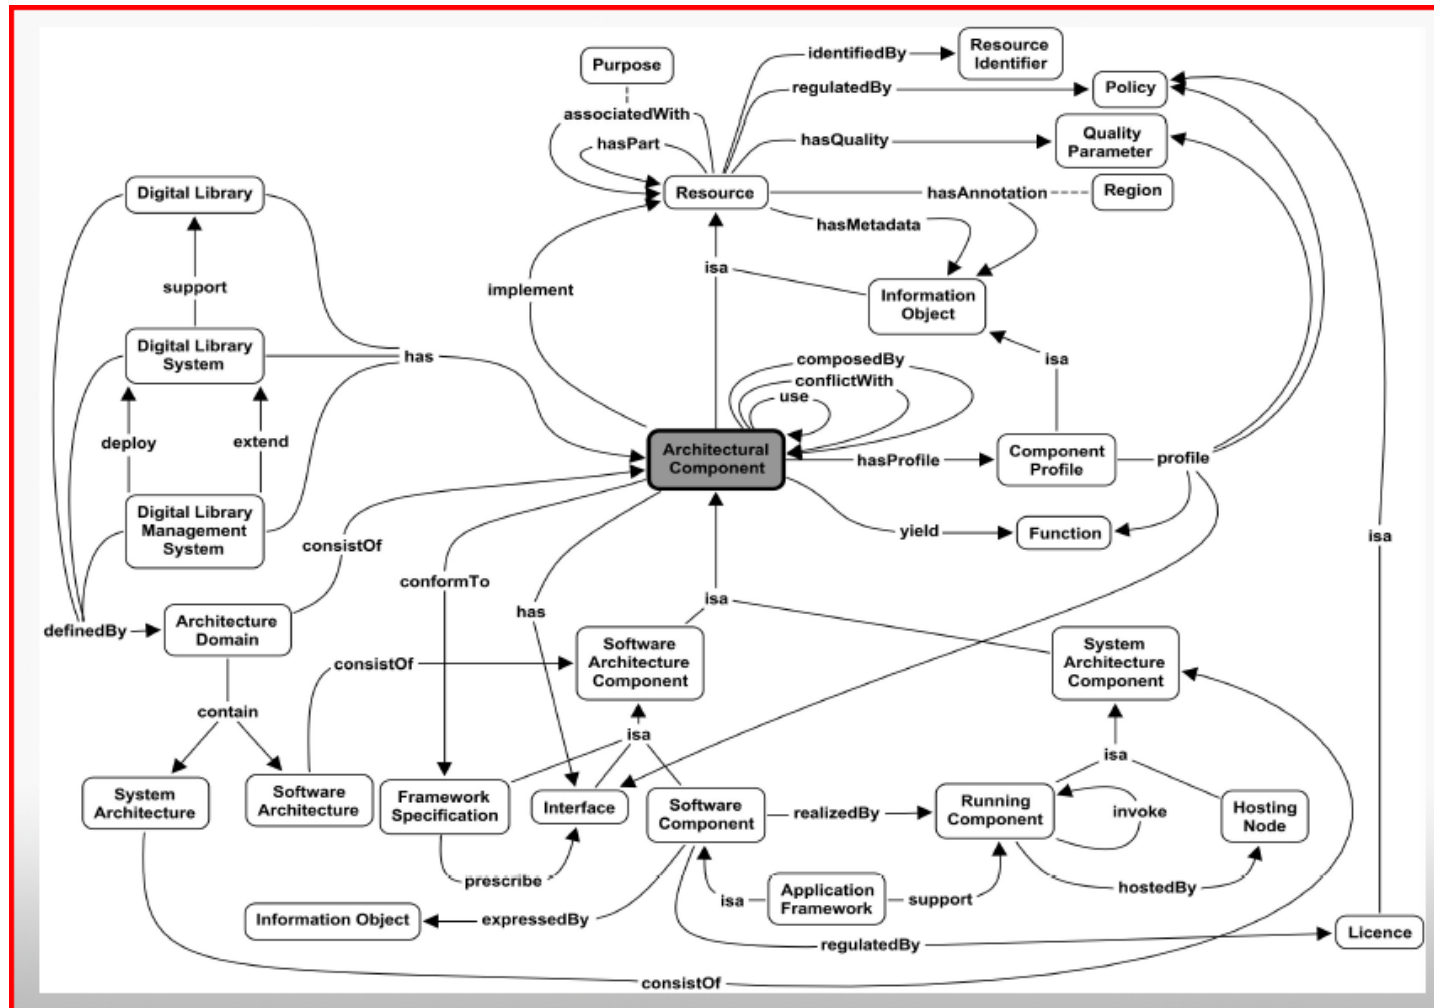 Purpose
identifiedBy
Resource
Identifier
regulatedBy
Policy
associatedWith
hasPart
hasQuality
Quality
Parameter
Digital Library
Resource
hasAnnotation
Region
hasMetadata
isa
support
implement
Information
Object
Digital Library
System
has
composedBy
conflictWith
use
isa
deploy
extend
Architectural
Component
hasProfile
Component
Profile
profile
Digital Library
Management
System
consistOf
yield
Function
isa
conformTo
isa
has
definedBy
Architecture
Domain
Software
Architecture
Component
System
Architecture
Component
consistOf
contain
isa
isa
System
Architecture
Software
Architecture
Framework
Specification
Interface
Software
Component
realizedBy
Running
Component
invoke
Hosting
Node
prescribe
hostedBy
isa
Application
Framework
support
Information Object
expressedBy
regulatedBy
Licence
consistOf